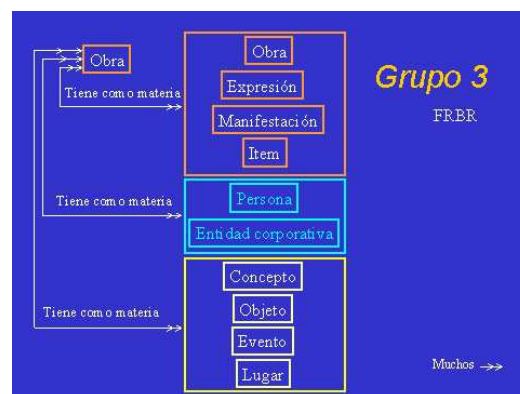 Obra
Tiene como materia
Tiene como materia
Tiene como materia
Obra
Expresión
Manifestación
Item
Persona
Entidad corporativa
Concepto
Objeto
Evento
Lugar
Grupo 3
FRBR
Muchos